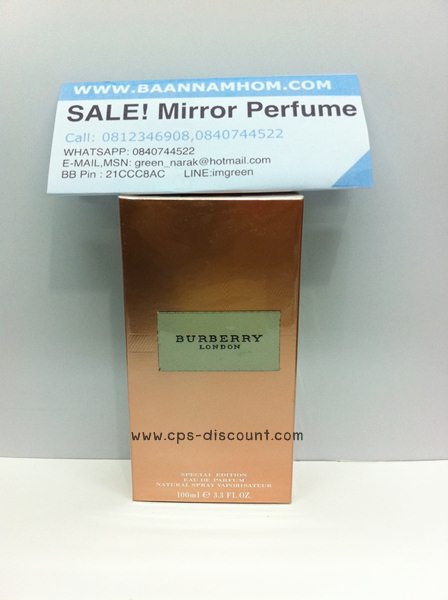 WWW.BAANNAMHOM.COM
SALE! Mirror Perfume
Call: 0812346908,0840744522
WHATSAPP: 0840744522
E-MAIL,MSN: green_narak@hotmail.com
BB Pin : 21CCC8AC LINE:imgreen
BURBERRY
LONDON
www.cps-discount.com
SPECIAL EDITION
EAU DE PARFUM
NATURAL SPRAY VAPORISATEUR
100ml ℮ 3.3 FL.OZ.